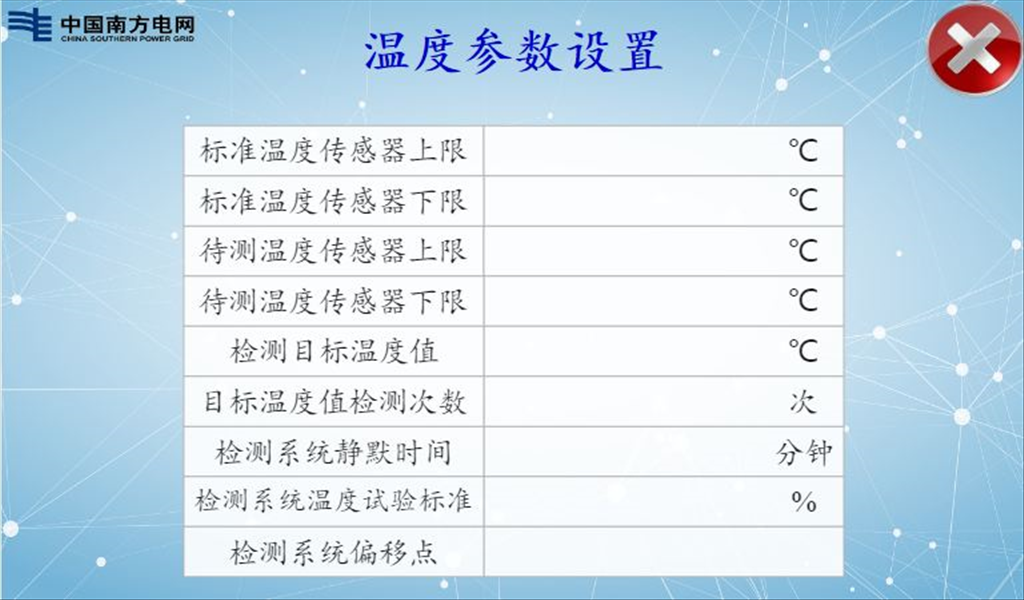 中国南方电网
CHINA SOUTHERN POWER GRID
温度参数设置
标准温度传感器上限 ℃
标准温度传感器下限 ℃
待测温度传感器上限 ℃
待测温度传感器下限 ℃
检测目标温度值 ℃
目标温度值检测次数 次
检测系统静默时间 分钟
检测系统温度试验标准 %
检测系统偏移点